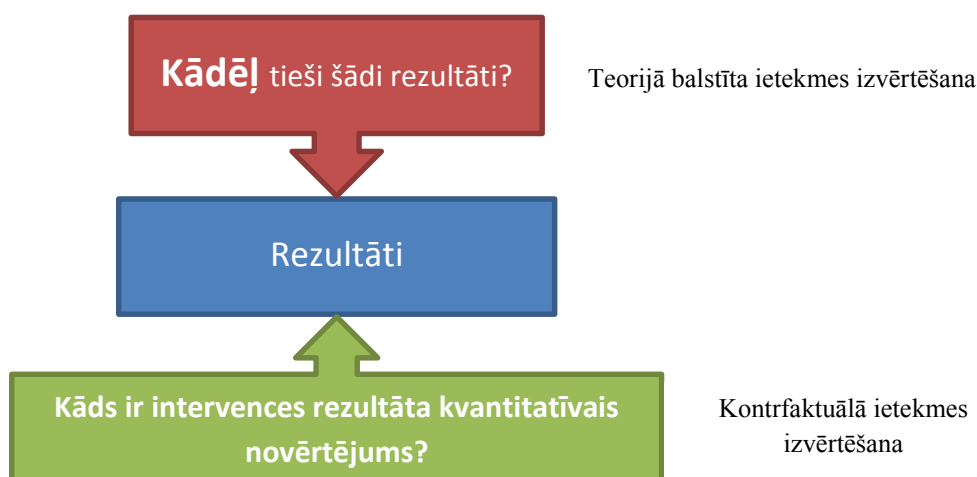 Kādēļ tieši šādi rezultāti?
Teorijā balstīta ietekmes izvērtēšana
Rezultāti
Kāds ir intervences rezultāta kvantitatīvais
novērtējums?
Kontrfaktuālā ietekmes
izvērtēšana